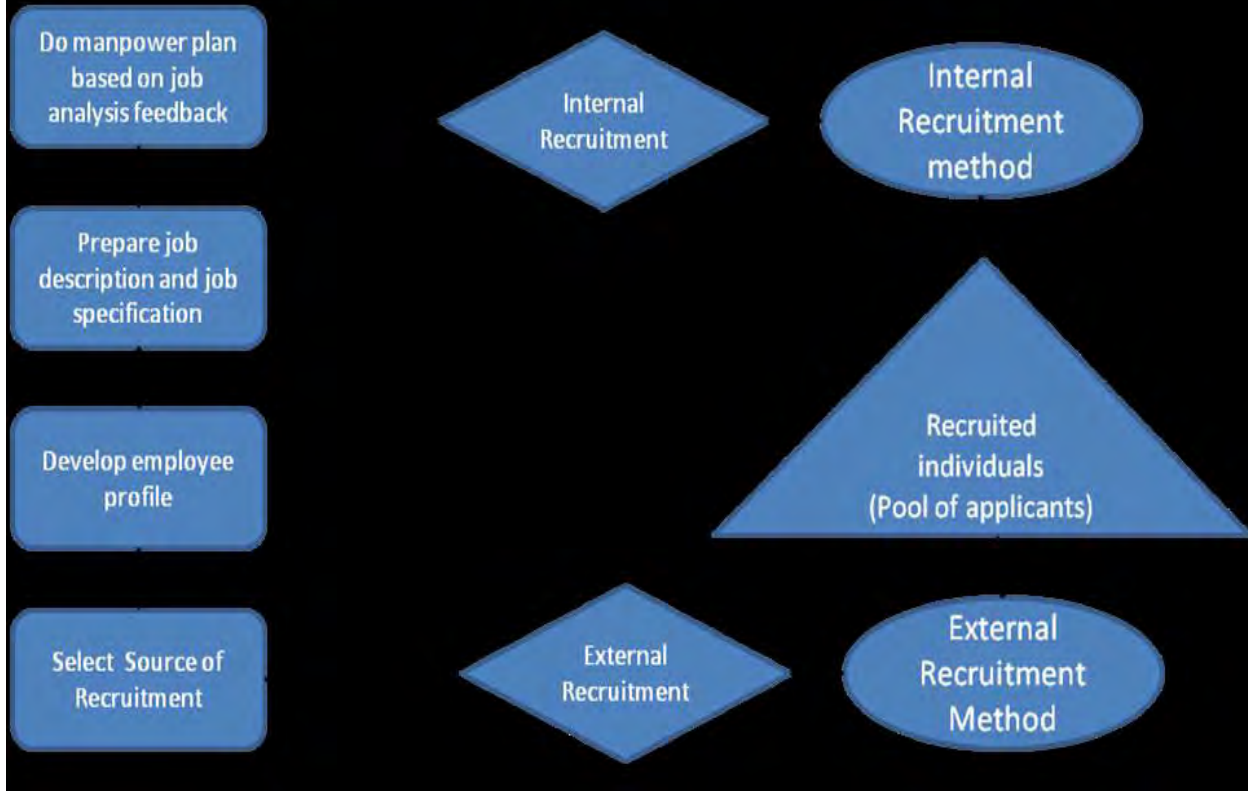 Do manpower plan
based on job
analysis feedback
Prepare job
description and job
specification
Develop employee
profile
Select Source of
Recruitment
Internal
Recruitment
Internal
Recruitment
method
Recruited
individuals
(Pool of applicants)
External
Recruitment
External
Recruitment
Method